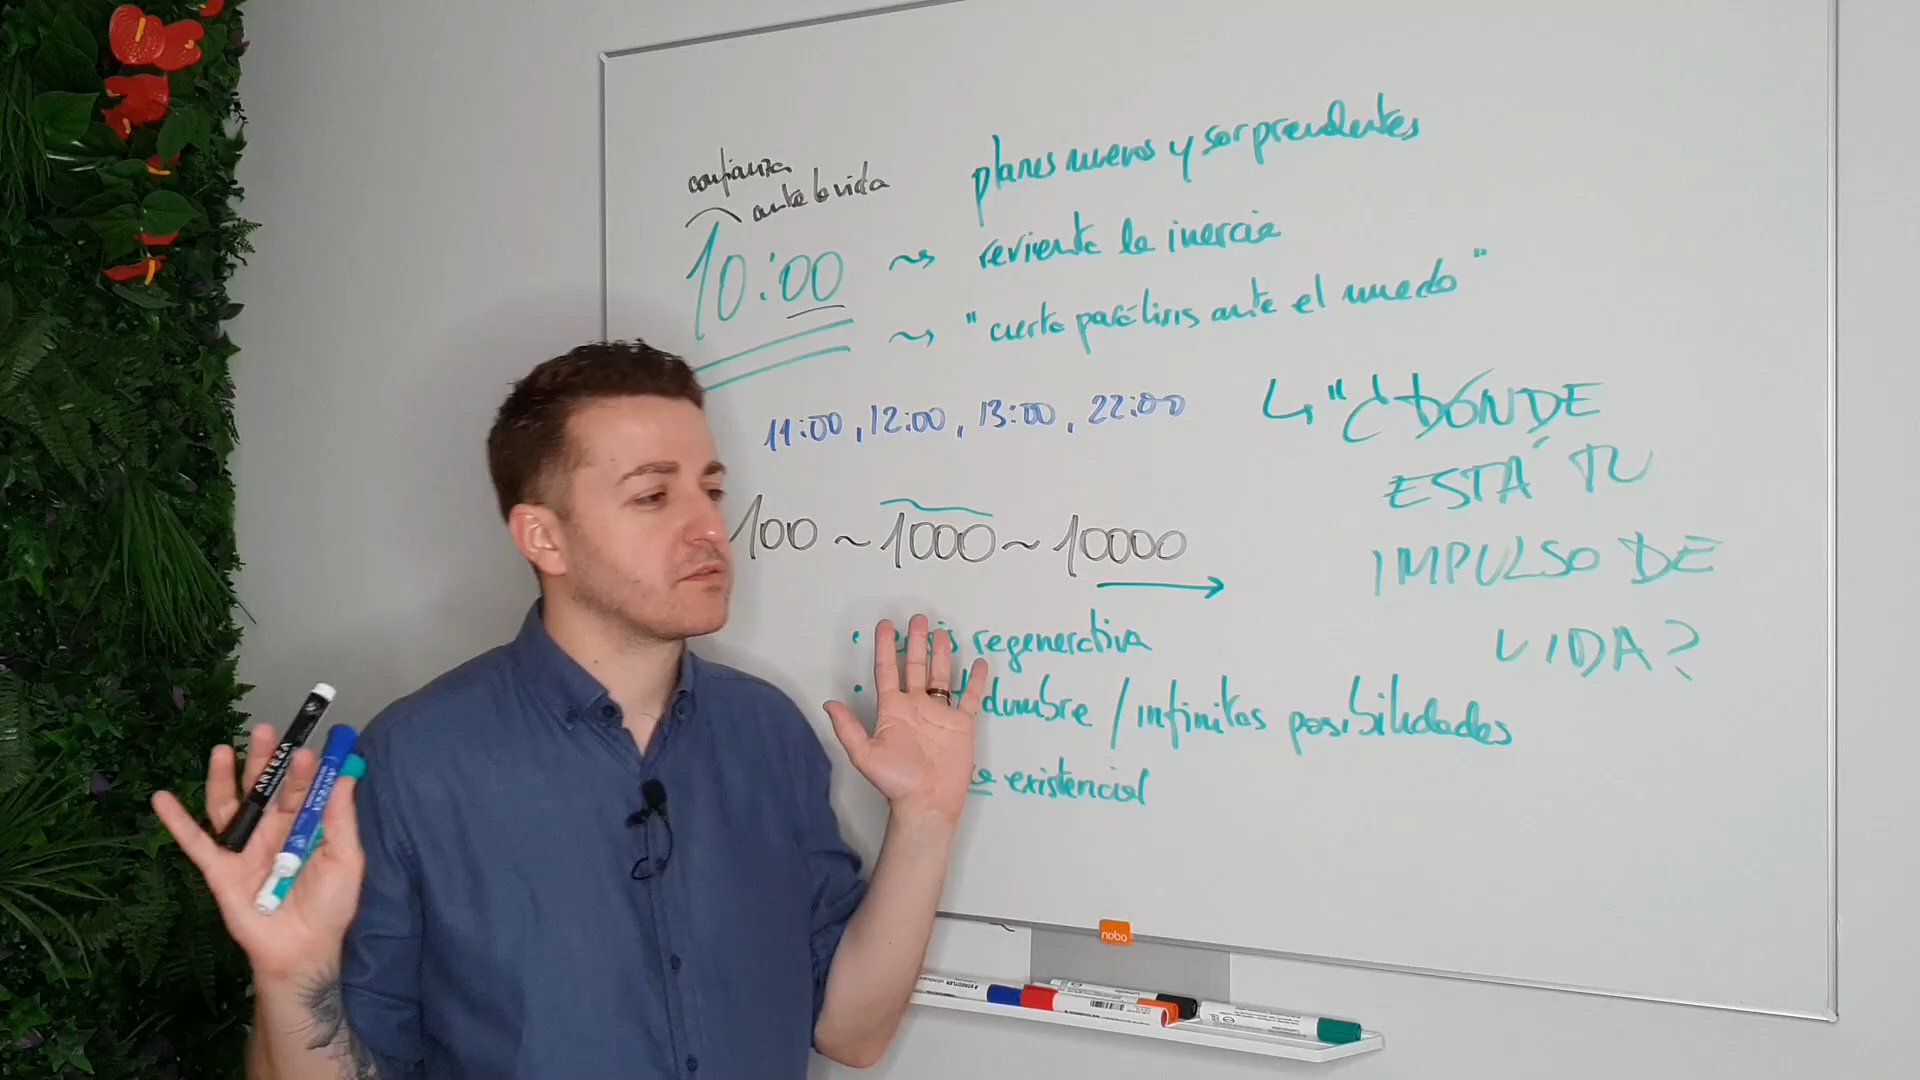 confianza
ante la vida
planes nuevos y sorprendentes
10:00 ~> revienta la inercia
~> "cierta parálisis ante el miedo"
11:00, 12:00, 13:00, 22:00
↳ "¿DÓNDE
ESTÁ TU
IMPULSO DE
VIDA?
100 ~ 1000 ~ 10000
regenerativa
dumbre / infinitas posibilidades
existencial
nobo
ARTEZA